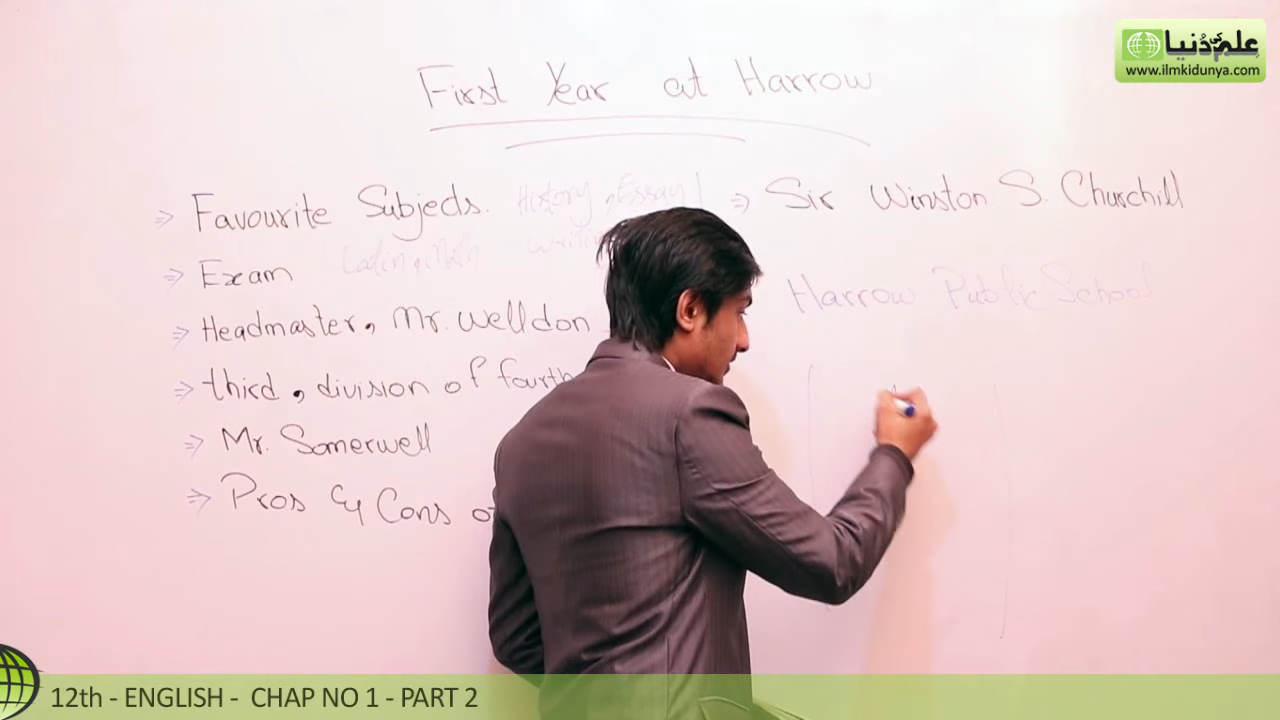 علم کی دُنیا
www.ilmkidunya.com
First Year at Harrow
⇒ Favourite Subjects. History, Essay
⇒ Sir Winston S. Churchill
Latin, Math writin
⇒ Exam
Harrow Public School
⇒ Headmaster, Mr. Welldon
⇒ third, division of fourth
⇒ Mr. Somerwell
⇒ Pros & Cons of
12th - ENGLISH - CHAP NO 1 - PART 2